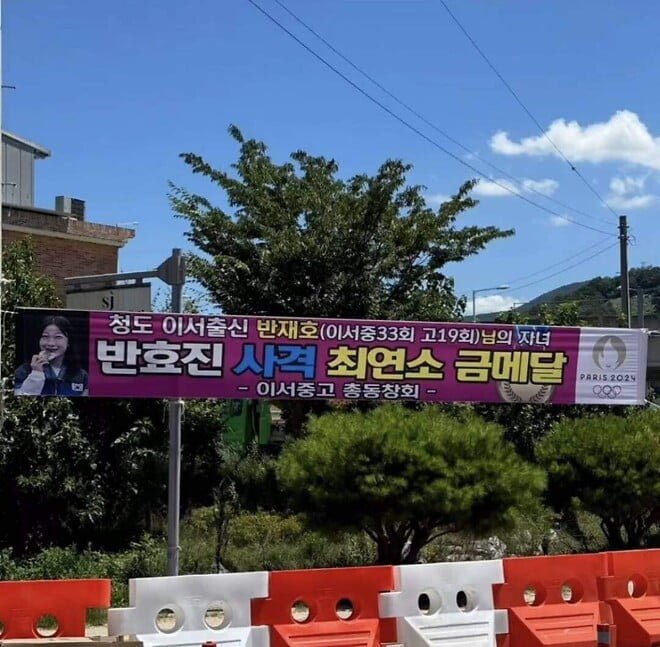 청도 이서출신 반재호(이서중33회 고19회)님의 자녀
반효진 사격 최연소 금메달
- 이서중고 총동창회 -
PARIS 2024
si